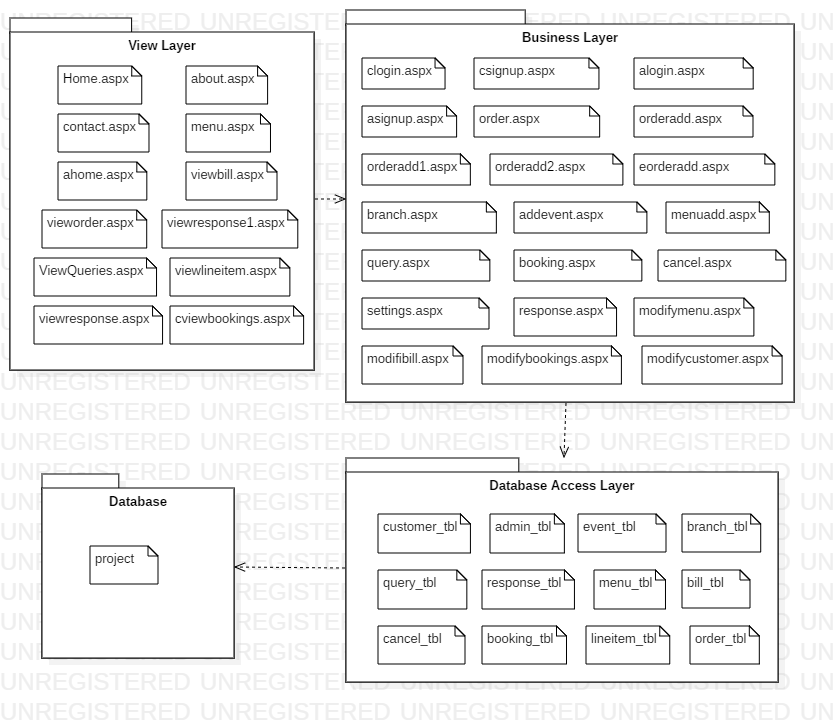 View Layer
Home.aspx
about.aspx
contact.aspx
menu.aspx
ahome.aspx
viewbill.aspx
vieworder.aspx
viewresponse1.aspx
ViewQueries.aspx
viewlineitem.aspx
viewresponse.aspx
cviewbookings.aspx
Business Layer
clogin.aspx
csignup.aspx
alogin.aspx
asignup.aspx
order.aspx
orderadd.aspx
orderadd1.aspx
orderadd2.aspx
eorderadd.aspx
branch.aspx
addevent.aspx
menuadd.aspx
query.aspx
booking.aspx
cancel.aspx
settings.aspx
response.aspx
modifymenu.aspx
modifibill.aspx
modifybookings.aspx
modifycustomer.aspx
Database
project
Database Access Layer
customer_tbl
admin_tbl
event_tbl
branch_tbl
query_tbl
response_tbl
menu_tbl
bill_tbl
cancel_tbl
booking_tbl
lineitem_tbl
order_tbl
UNREGISTERED